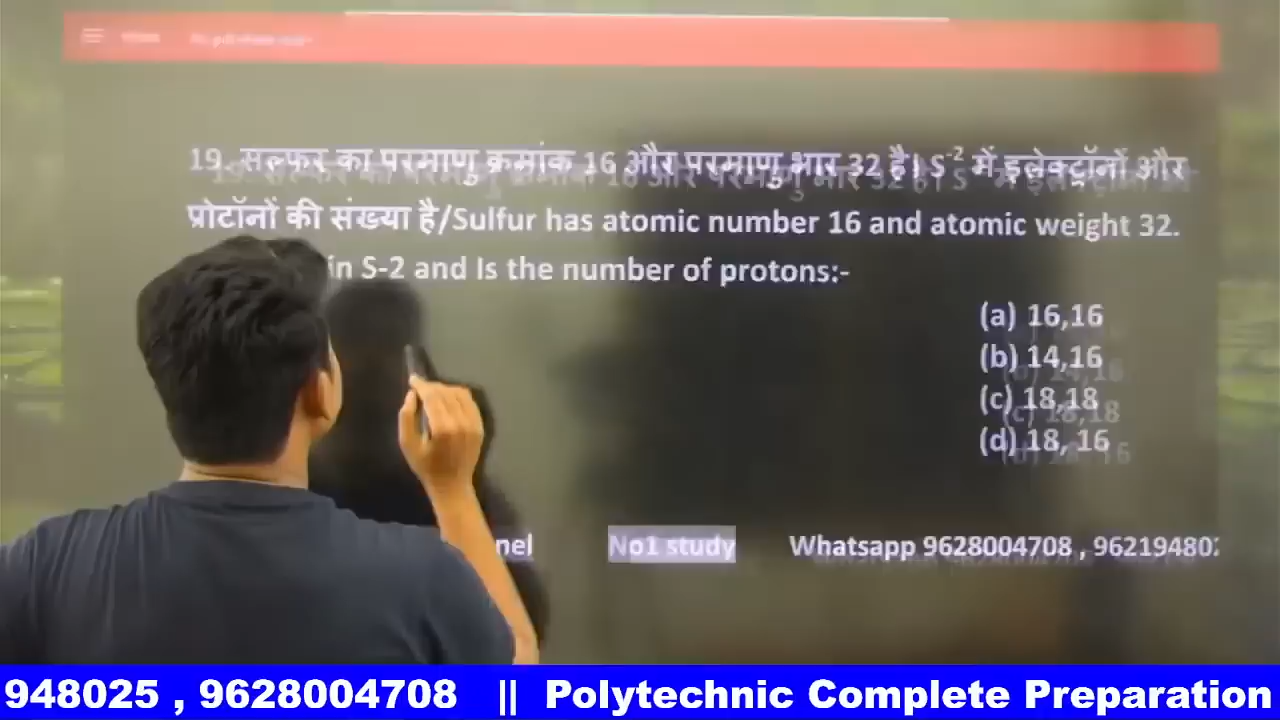 19. सल्फर का परमाणु क्रमांक 16 और परमाणु भार 32 है। S-2 में इलेक्ट्रॉनों और
प्रोटॉनों की संख्या है/Sulfur has atomic number 16 and atomic weight 32.
in S-2 and Is the number of protons:-
(a) 16,16
(b) 14,16
(c) 18,18
(d) 18, 16
nel No1 study Whatsapp 9628004708 , 96219480
948025 , 9628004708 || Polytechnic Complete Preparation